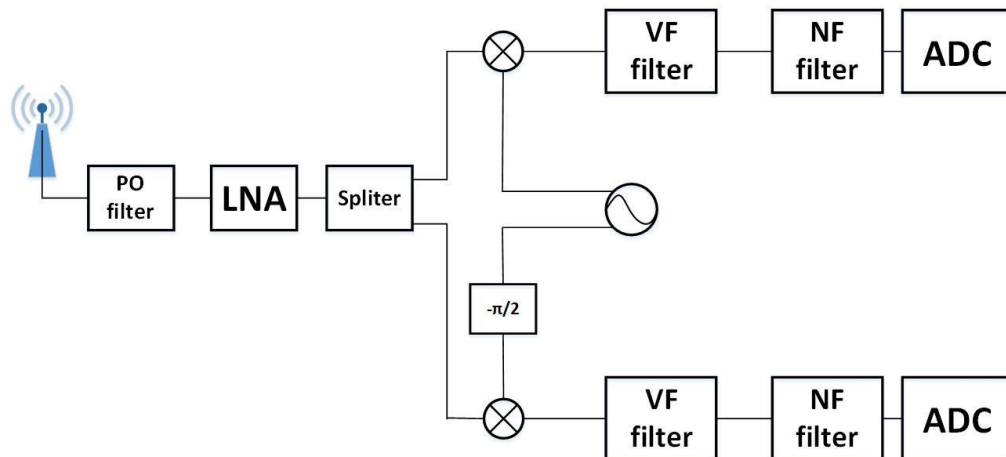 VF
filter
NF
filter
ADC
PO
filter
LNA
Spliter
-π/2
VF
filter
NF
filter
ADC